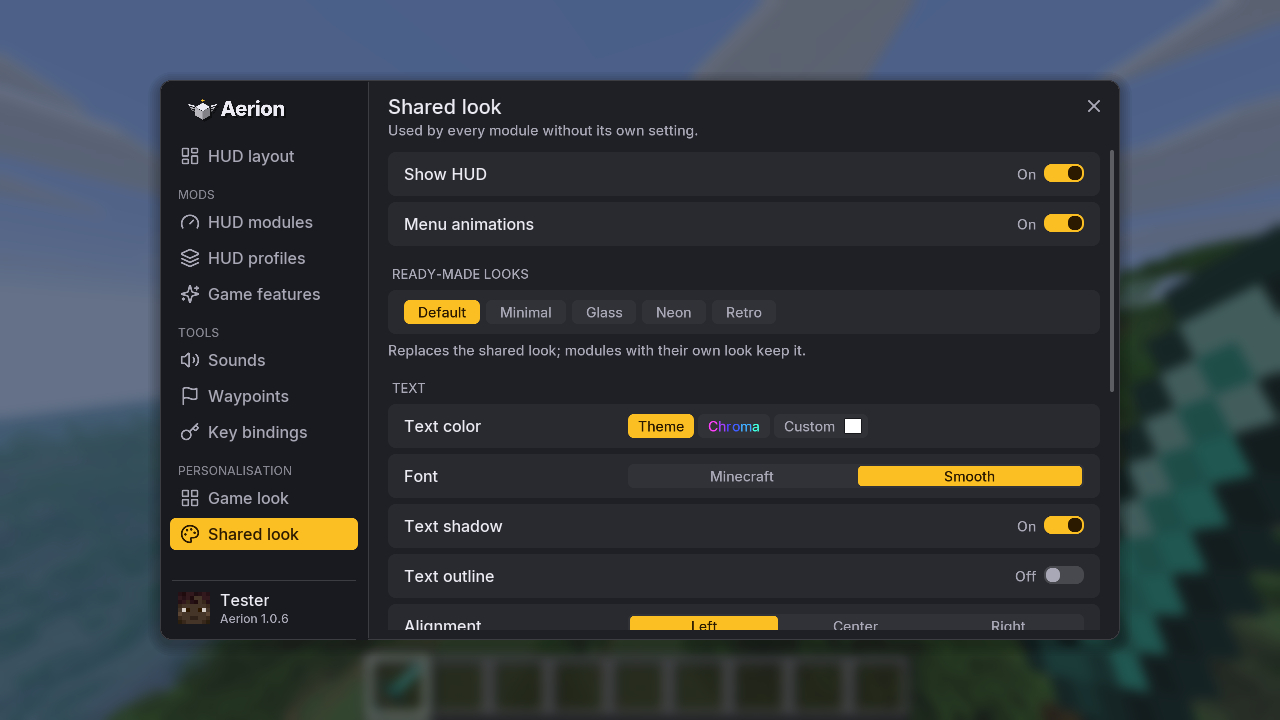 Aerion
HUD layout
MODS
HUD modules
HUD profiles
Game features
TOOLS
Sounds
Waypoints
Key bindings
PERSONALISATION
Game look
Shared look
Tester
Aerion 1.0.6
Shared look
Used by every module without its own setting.
Show HUD On
Menu animations On
READY-MADE LOOKS
Default Minimal Glass Neon Retro
Replaces the shared look; modules with their own look keep it.
TEXT
Text color Theme Chroma Custom
Font Minecraft Smooth
Text shadow On
Text outline Off
Alignment Left Center Right